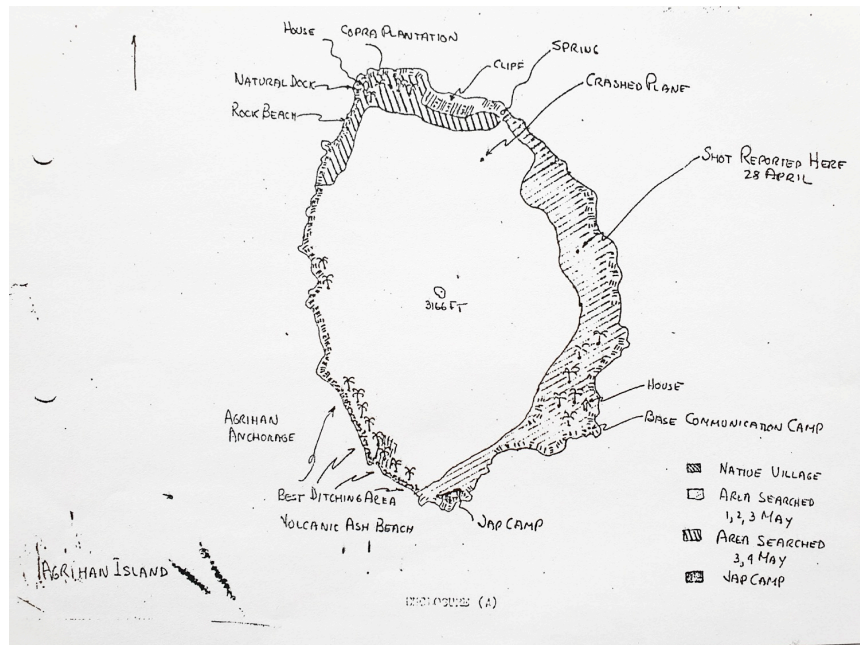 HOUSE
COPRA PLANTATION
CLIFF
SPRING
NATURAL DOCK
CRASHED PLANE
ROCK BEACH
SHOT REPORTED HERE
28 APRIL
3166 FT
HOUSE
AGRIHAN
ANCHORAGE
BASE COMMUNICATION CAMP
NATIVE VILLAGE
BEST DITCHING AREA
AREA SEARCHED
1, 2, 3 MAY
VOLCANIC ASH BEACH
JAP CAMP
AREA SEARCHED
3, 4 MAY
AGRIHAN ISLAND
JAP CAMP
ENCLOSURE (A)